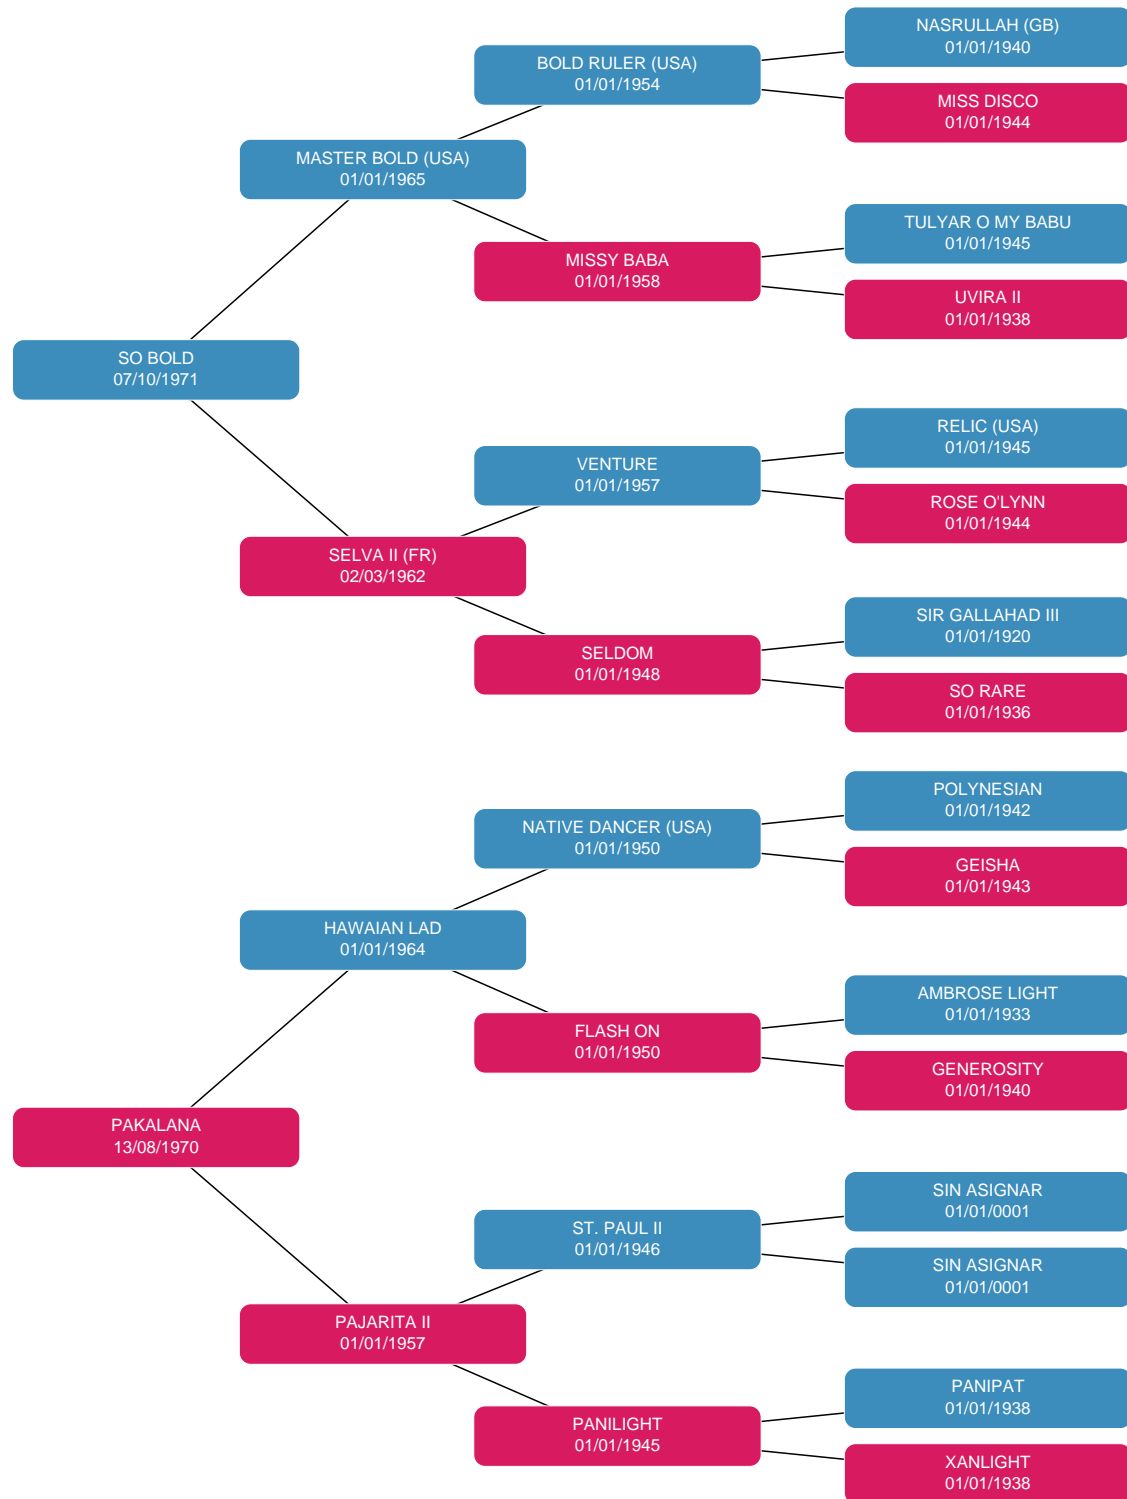 NASRULLAH (GB)
01/01/1940
BOLD RULER (USA)
01/01/1954
MISS DISCO
01/01/1944
MASTER BOLD (USA)
01/01/1965
TULYAR O MY BABU
01/01/1945
MISSY BABA
01/01/1958
UVIRA II
01/01/1938
SO BOLD
07/10/1971
RELIC (USA)
01/01/1945
VENTURE
01/01/1957
ROSE O'LYNN
01/01/1944
SELVA II (FR)
02/03/1962
SIR GALLAHAD III
01/01/1920
SELDOM
01/01/1948
SO RARE
01/01/1936
POLYNESIAN
01/01/1942
NATIVE DANCER (USA)
01/01/1950
GEISHA
01/01/1943
HAWAIAN LAD
01/01/1964
AMBROSE LIGHT
01/01/1933
FLASH ON
01/01/1950
GENEROSITY
01/01/1940
PAKALANA
13/08/1970
SIN ASIGNAR
01/01/0001
ST. PAUL II
01/01/1946
SIN ASIGNAR
01/01/0001
PAJARITA II
01/01/1957
PANIPAT
01/01/1938
PANILIGHT
01/01/1945
XANLIGHT
01/01/1938